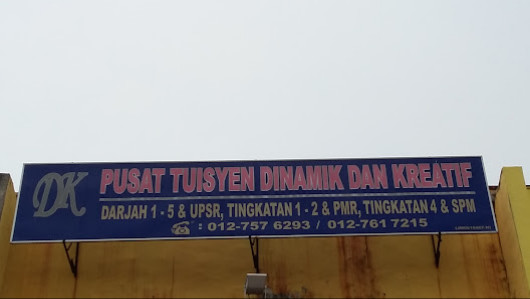 DK
PUSAT TUISYEN DINAMIK DAN KREATIF
DARJAH 1 - 5 & UPSR, TINGKATAN 1 - 2 & PMR, TINGKATAN 4 & SPM
☎ : 012-757 6293 / 012-761 7215